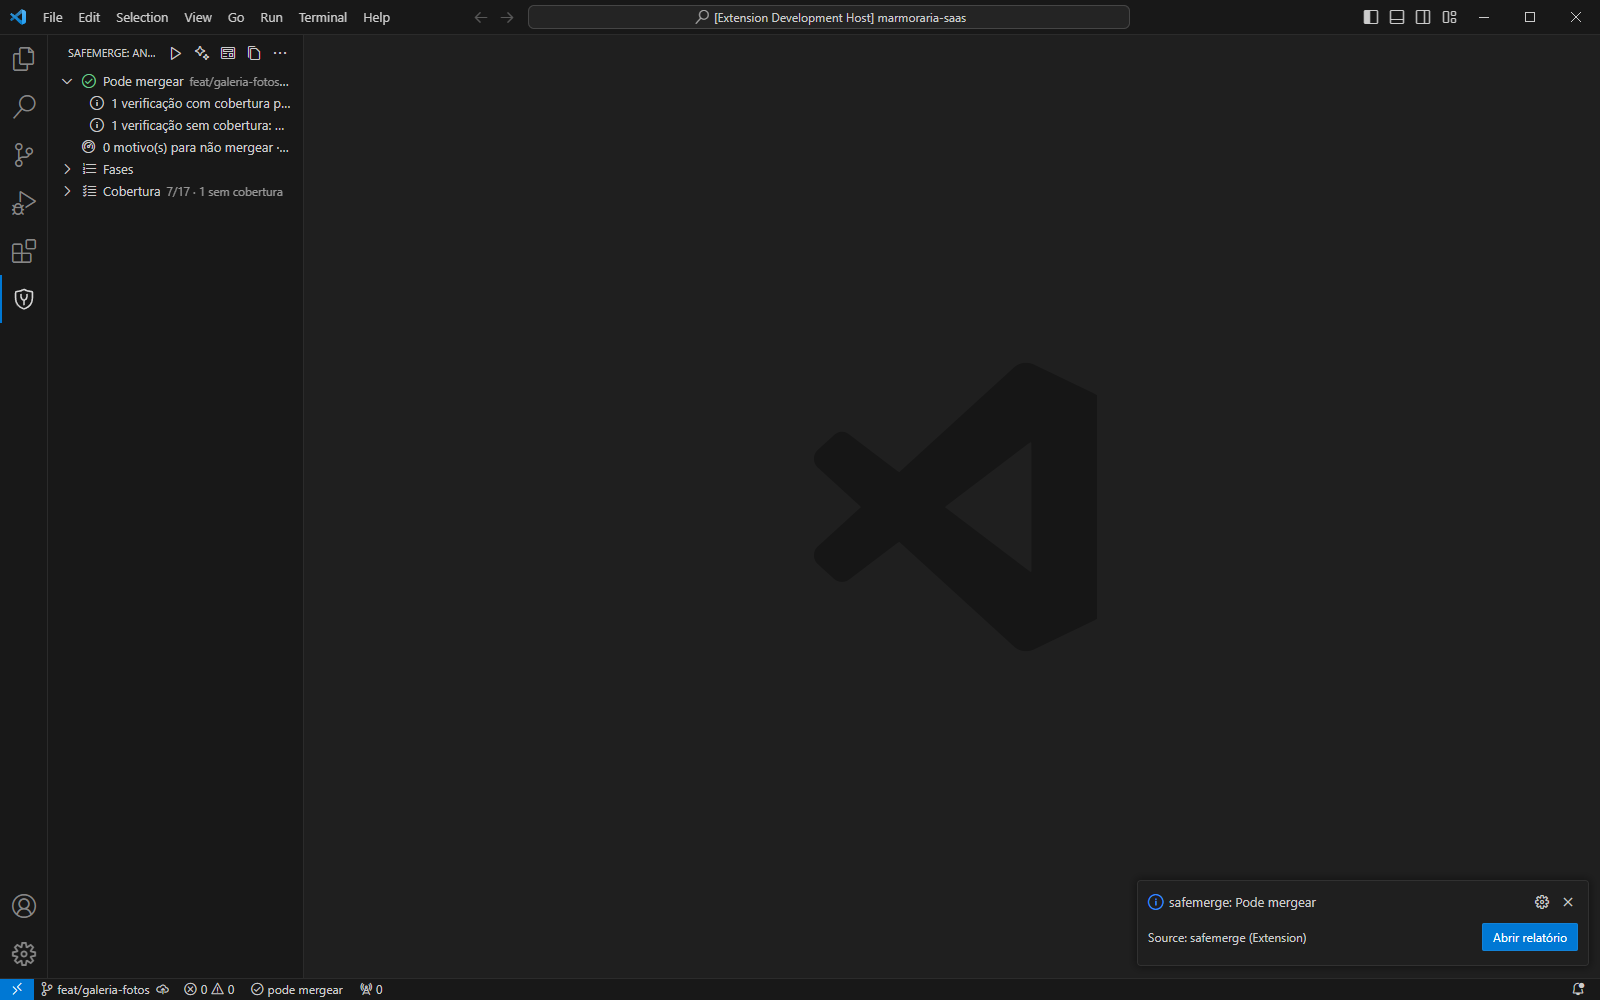 File Edit Selection View Go Run Terminal Help
[Extension Development Host] marmoraria-saas
SAFEMERGE: AN...
Pode mergear feat/galeria-fotos...
1 verificação com cobertura p...
1 verificação sem cobertura: ...
0 motivo(s) para não mergear ·...
Fases
Cobertura 7/17 · 1 sem cobertura
safemerge: Pode mergear
Source: safemerge (Extension)
Abrir relatório
feat/galeria-fotos 0 0 pode mergear 0